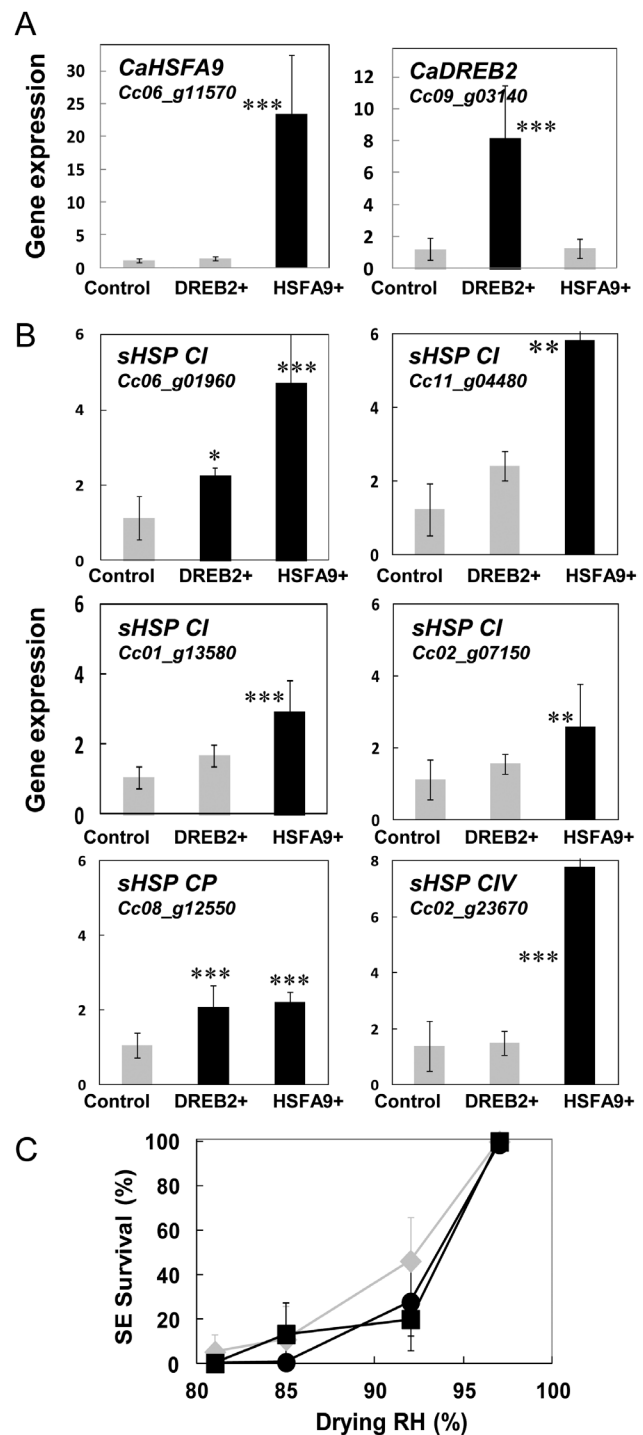 A
CaHSFA9
Cc06_g11570
Gene expression
30
25
20
15
10
5
0
***
Control DREB2+ HSFA9+
CaDREB2
Cc09_g03140
12
10
8
6
4
2
0
***
Control DREB2+ HSFA9+
B
sHSP CI
Cc06_g01960
6
4
2
0
*
***
Control DREB2+ HSFA9+
sHSP CI
Cc11_g04480
6
4
2
0
**
Control DREB2+ HSFA9+
Gene expression
sHSP CI
Cc01_g13580
6
4
2
0
***
Control DREB2+ HSFA9+
sHSP CI
Cc02_g07150
6
4
2
0
**
Control DREB2+ HSFA9+
sHSP CP
Cc08_g12550
6
4
2
0
***
***
Control DREB2+ HSFA9+
sHSP CIV
Cc02_g23670
8
6
4
2
0
***
Control DREB2+ HSFA9+
C
SE Survival (%)
100
80
60
40
20
0
80 85 90 95 100
Drying RH (%)